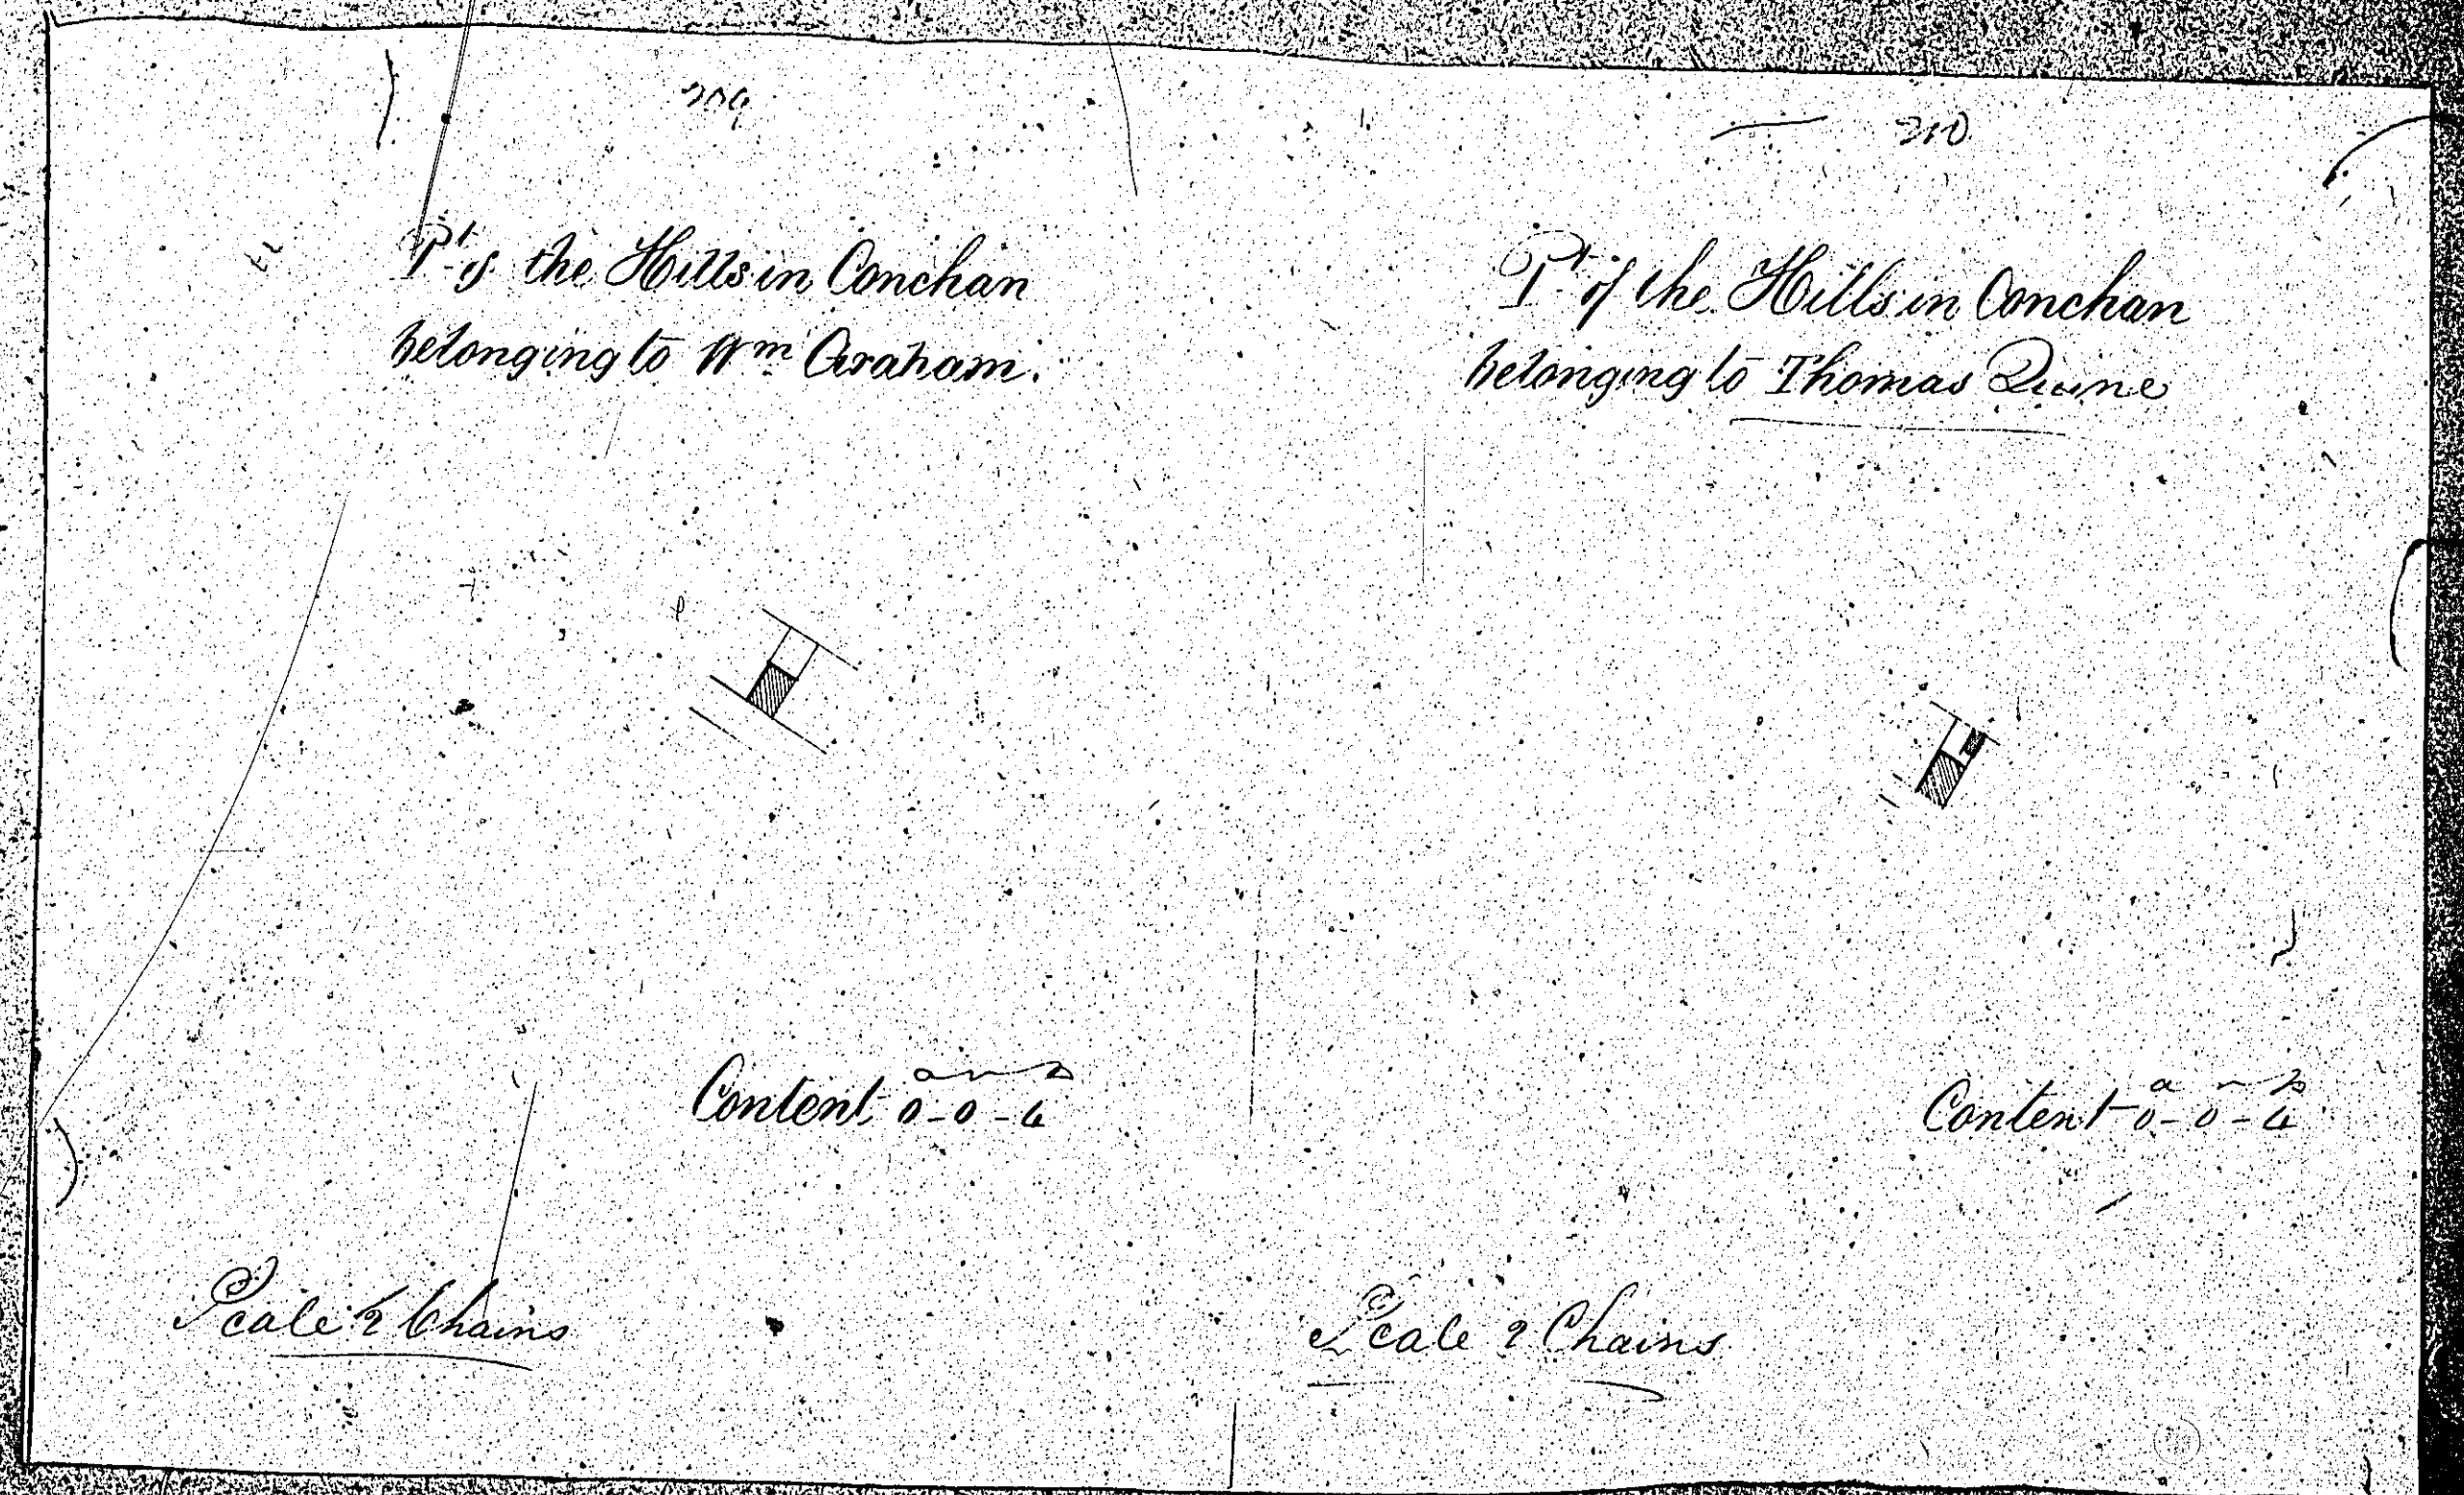 209
Pt of the Hills in Conchan
belonging to Wm Graham.
Content a r p
0-0-4
Scale 2 Chains
210
Pt of the Hills in Conchan
belonging to Thomas Quine
Content a r p
0-0-4
Scale 2 Chains